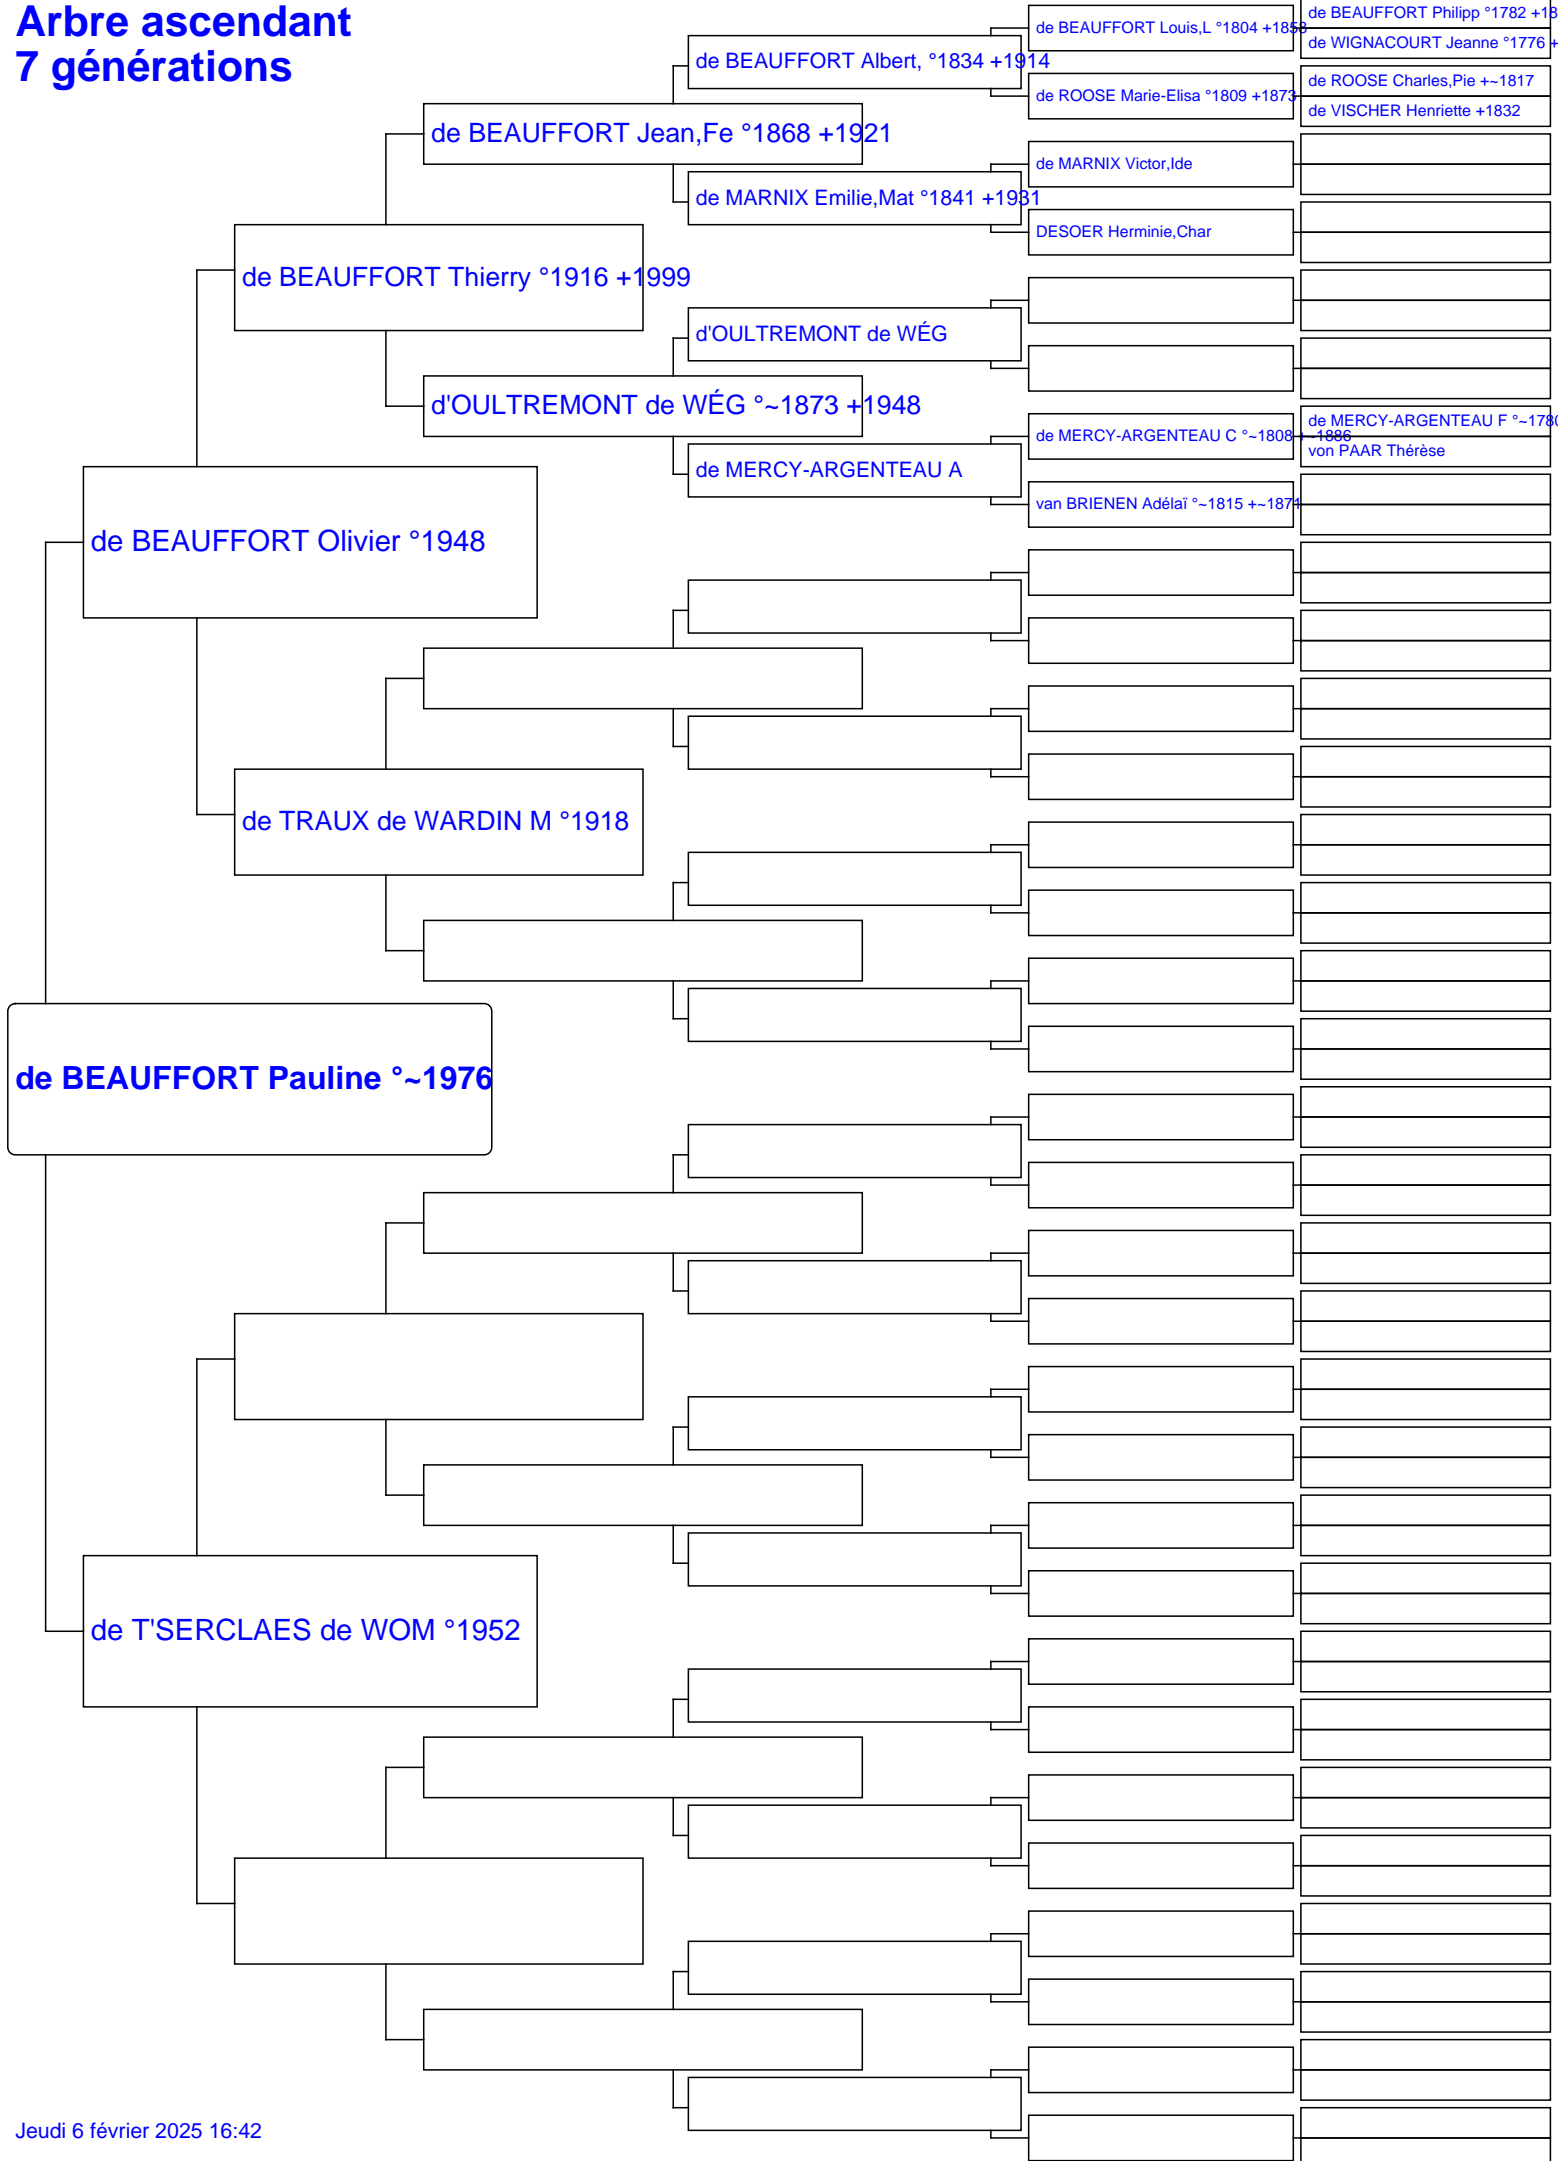 Arbre ascendant
7 générations
de BEAUFFORT Philipp °1782 +18
de BEAUFFORT Louis,L °1804 +1858
de WIGNACOURT Jeanne °1776 +
de BEAUFFORT Albert, °1834 +1914
de ROOSE Charles,Pie +~1817
de ROOSE Marie-Elisa °1809 +1873
de VISCHER Henriette +1832
de BEAUFFORT Jean,Fe °1868 +1921
de MARNIX Victor,Ide
de MARNIX Emilie,Mat °1841 +1931
DESOER Herminie,Char
de BEAUFFORT Thierry °1916 +1999
d'OULTREMONT de WÉG
d'OULTREMONT de WÉG °~1873 +1948
de MERCY-ARGENTEAU F °~1780
de MERCY-ARGENTEAU C °~1808 +~1886
von PAAR Thérèse
de MERCY-ARGENTEAU A
van BRIENEN Adélaï °~1815 +~1871
de BEAUFFORT Olivier °1948
de TRAUX de WARDIN M °1918
de BEAUFFORT Pauline °~1976
de T'SERCLAES de WOM °1952
Jeudi 6 février 2025 16:42